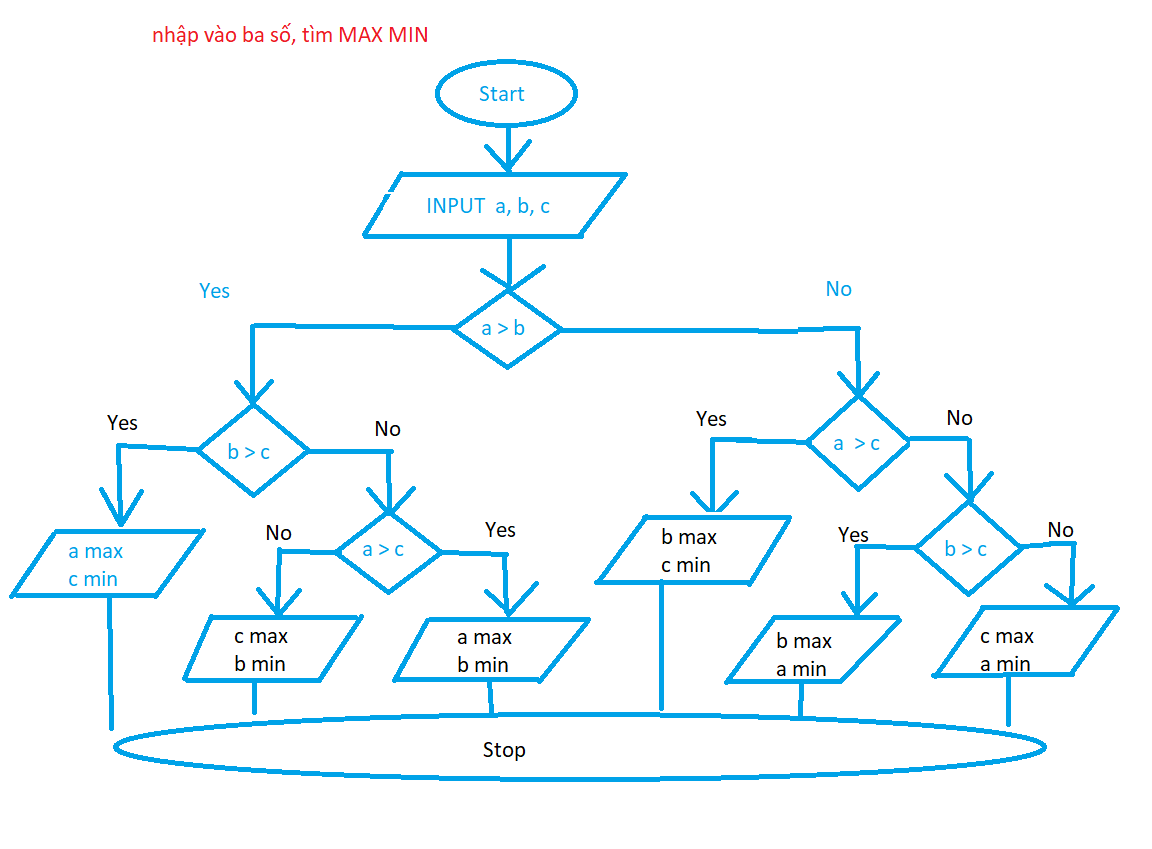 nhập vào ba số, tìm MAX MIN
Start
INPUT a, b, c
Yes
No
a > b
Yes
No
Yes
No
b > c
a > c
No
Yes
Yes
No
a > c
b > c
a max
c min
b max
c min
c max
b min
a max
b min
b max
a min
c max
a min
Stop